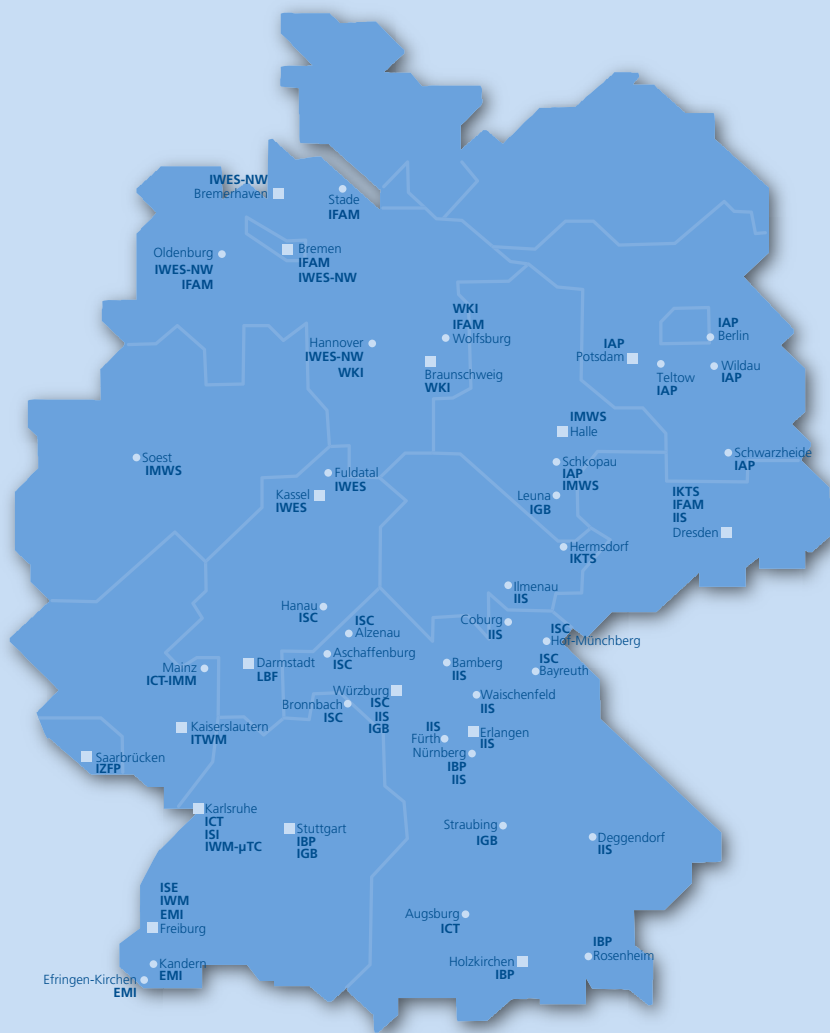 IWES-NW
Bremerhaven
Stade
IFAM
Oldenburg
IWES-NW
IFAM
Bremen
IFAM
IWES-NW
WKI
IFAM
Wolfsburg
Hannover
IWES-NW
WKI
Braunschweig
WKI
IAP
Potsdam
IAP
Berlin
Teltow
IAP
Wildau
IAP
IMWS
Halle
Soest
IMWS
Fuldatal
IWES
Kassel
IWES
Schkopau
IAP
IMWS
Leuna
IGB
Schwarzheide
IAP
IKTS
IFAM
IIS
Dresden
Hermsdorf
IKTS
Ilmenau
IIS
Hanau
ISC
ISC
Alzenau
Coburg
IIS
ISC
Hof-Münchberg
Aschaffenburg
ISC
Mainz
ICT-IMM
Darmstadt
LBF
Bamberg
IIS
ISC
Bayreuth
Würzburg
ISC
IIS
IGB
Bronnbach
ISC
Waischenfeld
IIS
Kaiserslautern
ITWM
IIS
Fürth
Erlangen
IIS
Nürnberg
IBP
IIS
Saarbrücken
IZFP
Karlsruhe
ICT
ISI
IWM-µTC
Stuttgart
IBP
IGB
Straubing
IGB
Deggendorf
IIS
ISE
IWM
EMI
Freiburg
Augsburg
ICT
Kandern
EMI
Efringen-Kirchen
EMI
Holzkirchen
IBP
IBP
Rosenheim